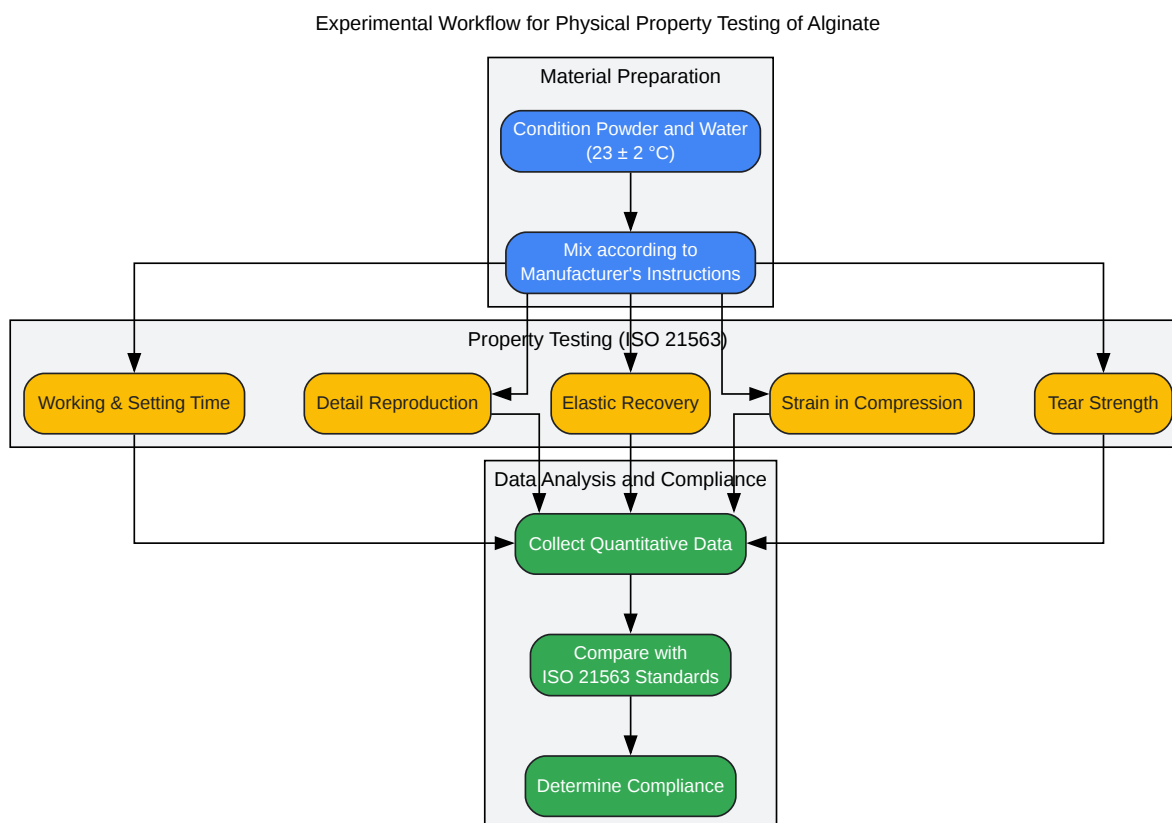 Experimental Workflow for Physical Property Testing of Alginate
Material Preparation
Condition Powder and Water
(23 ± 2 °C)
Mix according to
Manufacturer's Instructions
Property Testing (ISO 21563)
Working & Setting Time
Detail Reproduction
Elastic Recovery
Strain in Compression
Tear Strength
Data Analysis and Compliance
Collect Quantitative Data
Compare with
ISO 21563 Standards
Determine Compliance